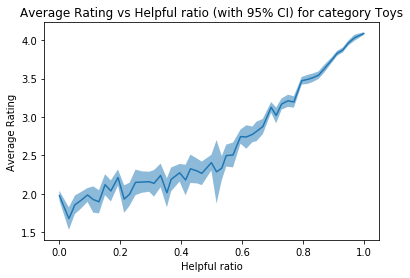 Average Rating vs Helpful ratio (with 95% CI) for category Toys
4.0
3.5
3.0
2.5
2.0
1.5
Average Rating
0.0 0.2 0.4 0.6 0.8 1.0
Helpful ratio